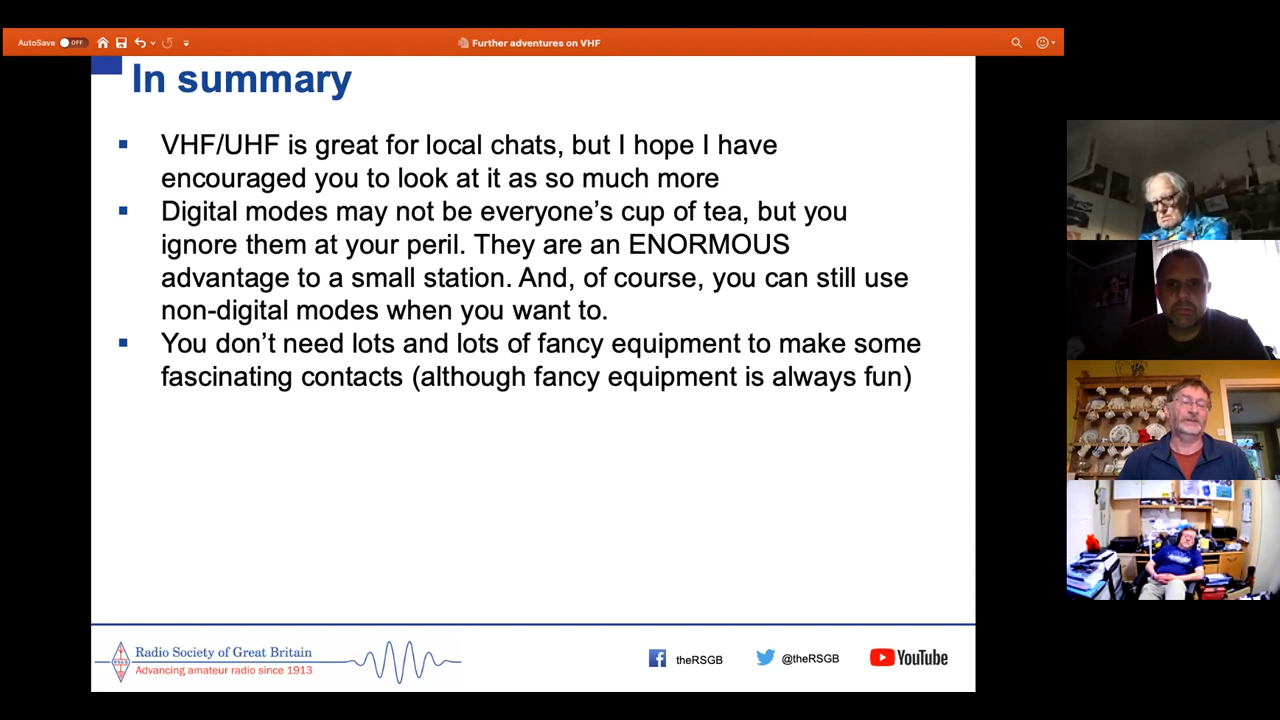 AutoSave OFF
Further adventures on VHF
In summary
VHF/UHF is great for local chats, but I hope I have
encouraged you to look at it as so much more
Digital modes may not be everyone’s cup of tea, but you
ignore them at your peril. They are an ENORMOUS
advantage to a small station. And, of course, you can still use
non-digital modes when you want to.
You don’t need lots and lots of fancy equipment to make some
fascinating contacts (although fancy equipment is always fun)
RSGB
Radio Society of Great Britain
Advancing amateur radio since 1913
theRSGB
@theRSGB
YouTube